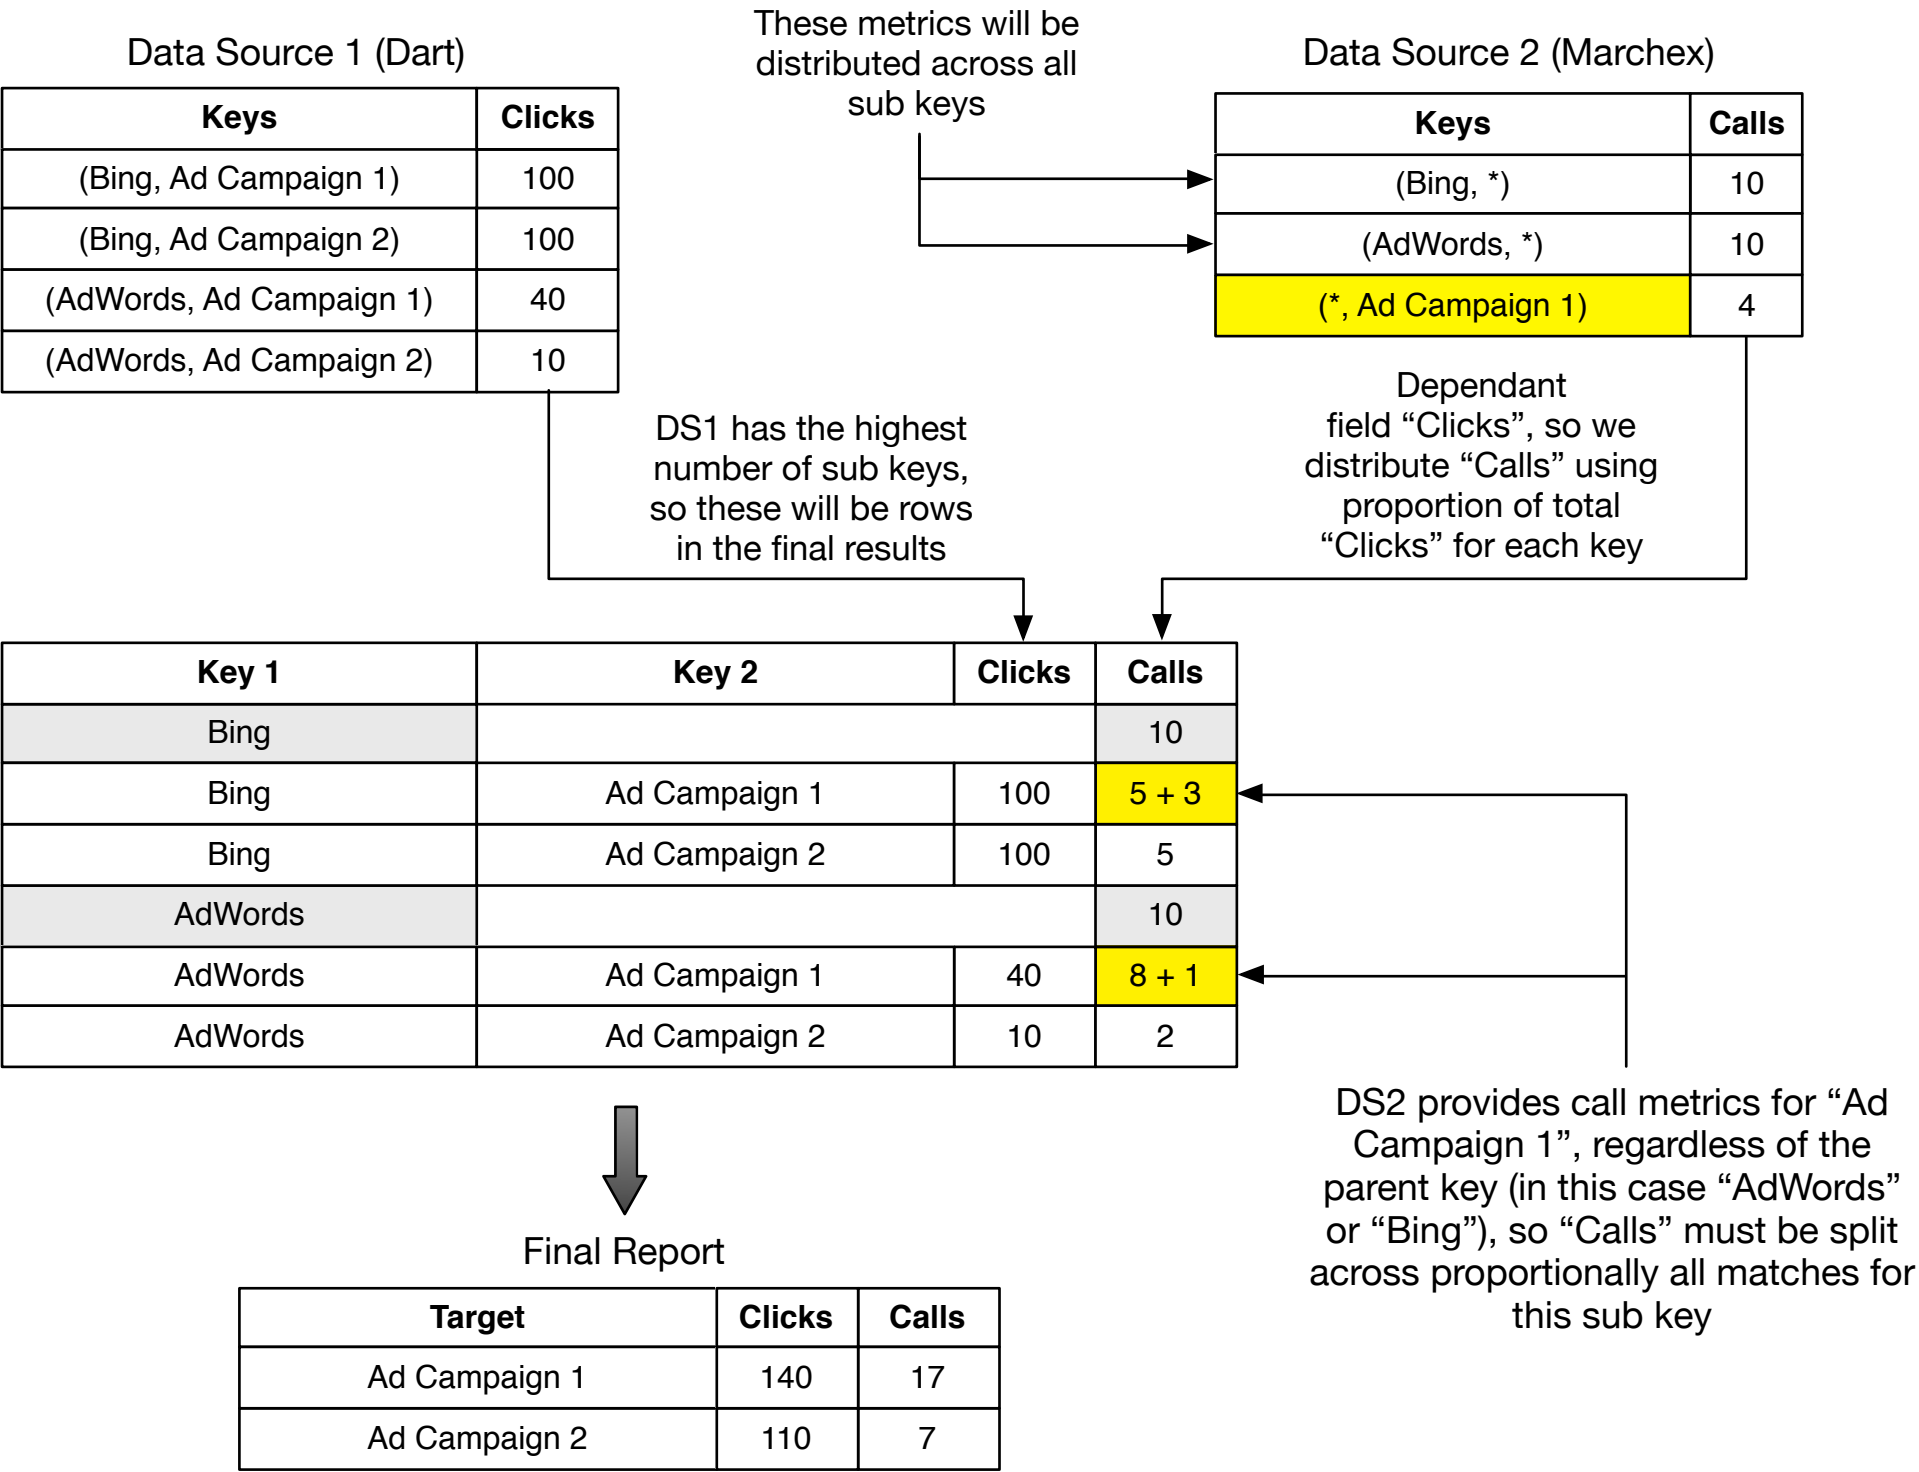 These metrics will be
distributed across all
sub keys
Data Source 1 (Dart)
Keys Clicks
(Bing, Ad Campaign 1) 100
(Bing, Ad Campaign 2) 100
(AdWords, Ad Campaign 1) 40
(AdWords, Ad Campaign 2) 10
Data Source 2 (Marchex)
Keys Calls
(Bing, *) 10
(AdWords, *) 10
(*, Ad Campaign 1) 4
DS1 has the highest
number of sub keys,
so these will be rows
in the final results
Dependant
field “Clicks”, so we
distribute “Calls” using
proportion of total
“Clicks” for each key
Key 1 Key 2 Clicks Calls
Bing 10
Bing Ad Campaign 1 100 5 + 3
Bing Ad Campaign 2 100 5
AdWords 10
AdWords Ad Campaign 1 40 8 + 1
AdWords Ad Campaign 2 10 2
DS2 provides call metrics for “Ad
Campaign 1”, regardless of the
parent key (in this case “AdWords”
or “Bing”), so “Calls” must be split
across proportionally all matches for
this sub key
Final Report
Target Clicks Calls
Ad Campaign 1 140 17
Ad Campaign 2 110 7